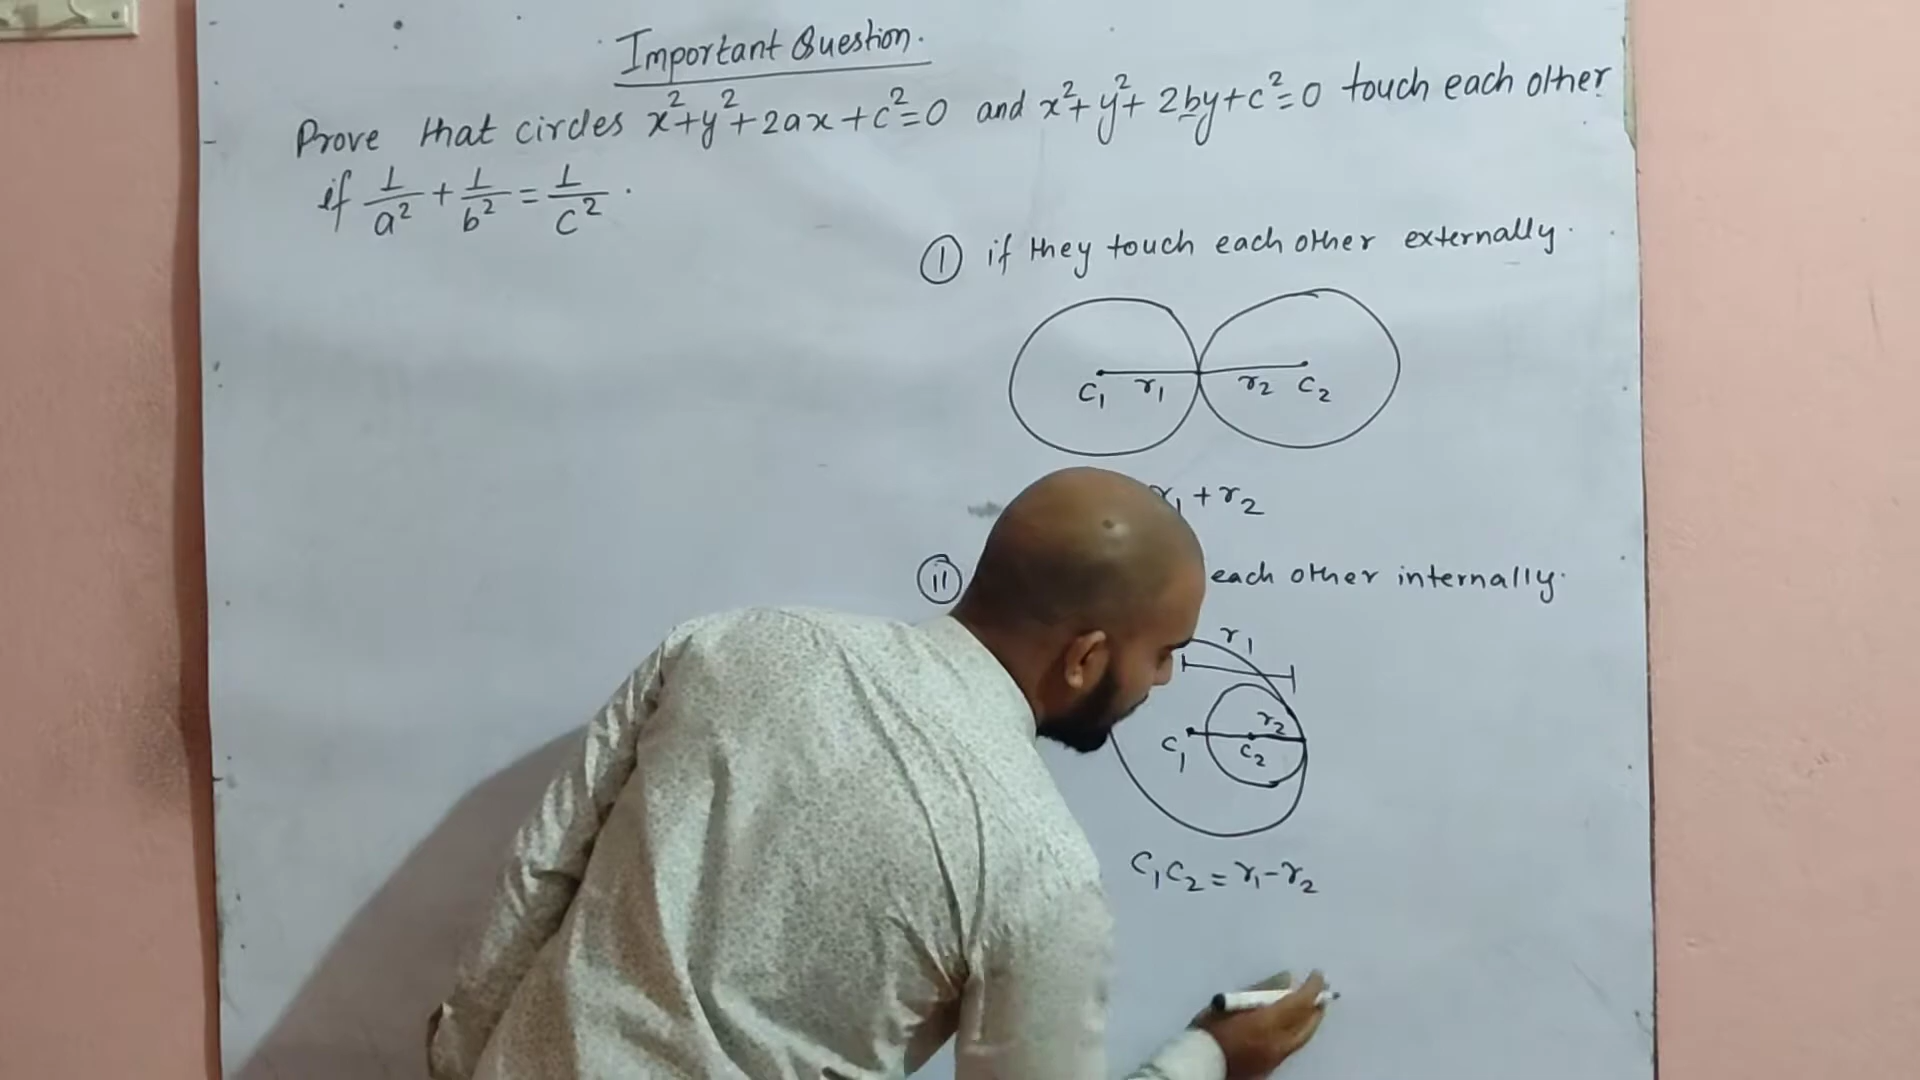 Important Question.
Prove that circles x²+y²+2ax+c²=0 and x²+y²+2by+c²=0 touch each other
if 1/a² + 1/b² = 1/c².
① if they touch each other externally.
C₁ r₁ r₂ C₂
r₁+r₂
ⅱ each other internally.
r₁
r₂
C₁ C₂
C₁C₂=r₁-r₂